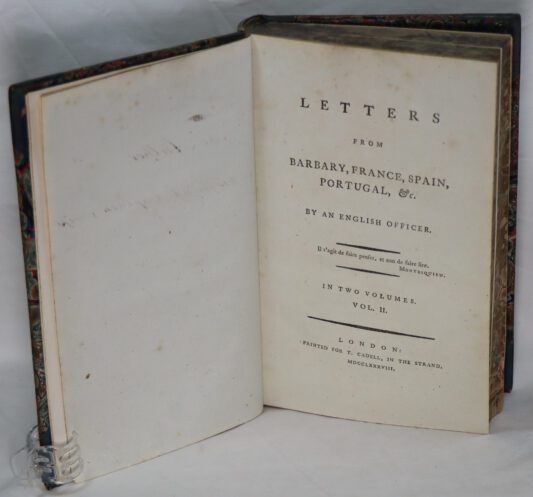 LETTERS
FROM
BARBARY, FRANCE, SPAIN,
PORTUGAL, &c.
BY AN ENGLISH OFFICER.
Il s'agit de faire penser, et non de faire lire.
MONTESQUIEU.
IN TWO VOLUMES.
VOL. II.
LONDON:
PRINTED FOR T. CADELL, IN THE STRAND,
MDCCLXXXVIII.